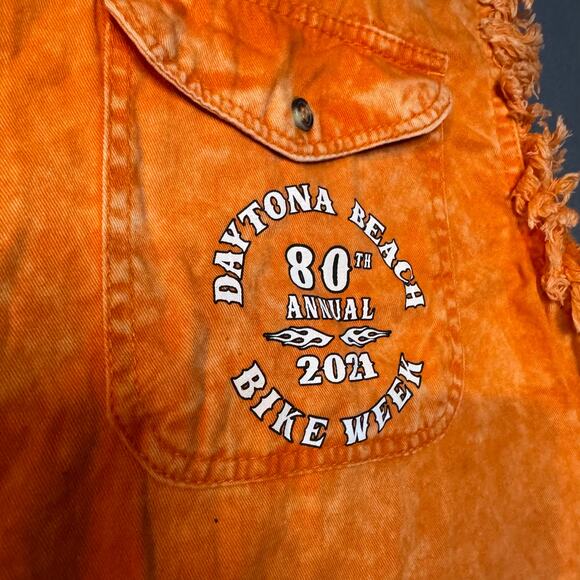 DAYTONA BEACH
80TH
ANNUAL
2021
BIKE WEEK